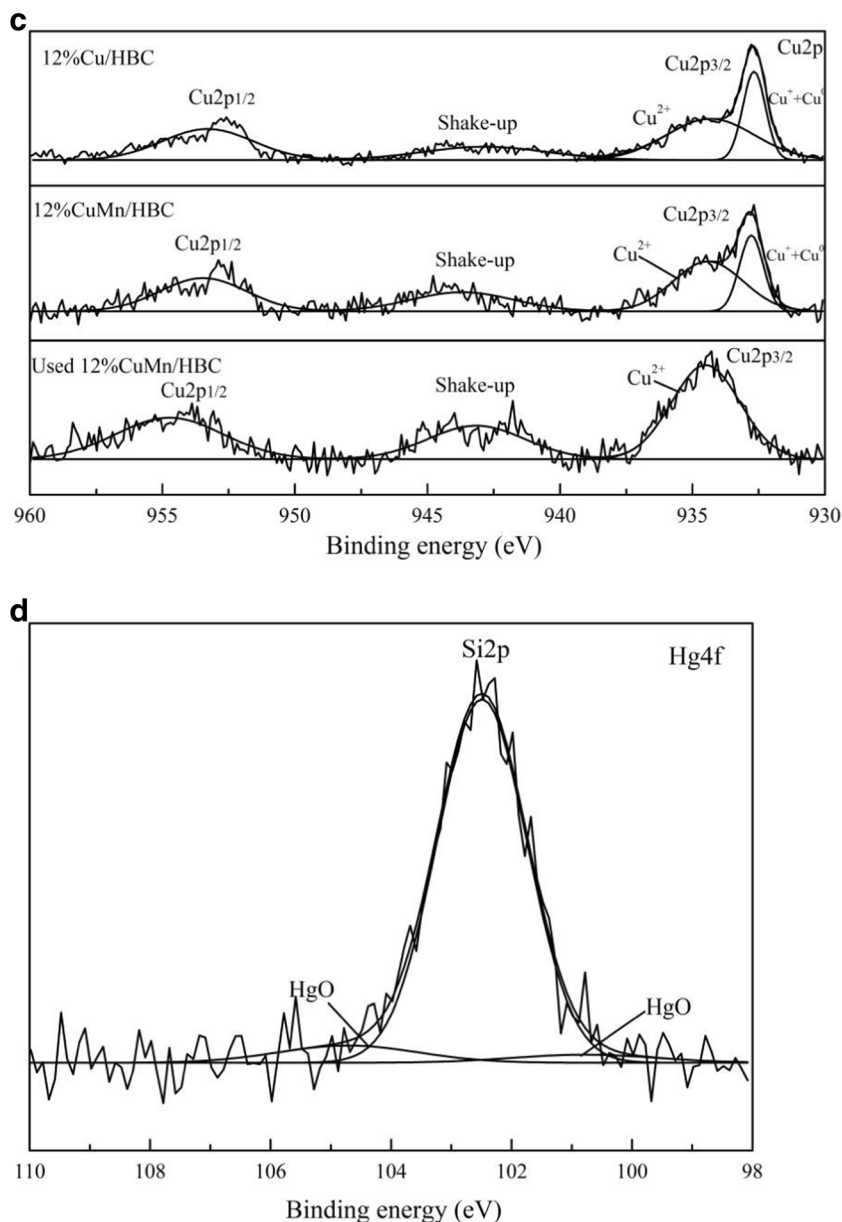 c
12%Cu/HBC
Cu2p
Cu2p3/2
Cu2p1/2
Cu²⁺
Shake-up
Cu⁺+Cu⁰
12%CuMn/HBC
Cu2p3/2
Cu2p1/2
Cu²⁺
Shake-up
Cu⁺+Cu⁰
Used 12%CuMn/HBC
Cu2p3/2
Cu2p1/2
Cu²⁺
Shake-up
960 955 950 945 940 935 930
Binding energy (eV)
d
Si2p
Hg4f
HgO
HgO
110 108 106 104 102 100 98
Binding energy (eV)